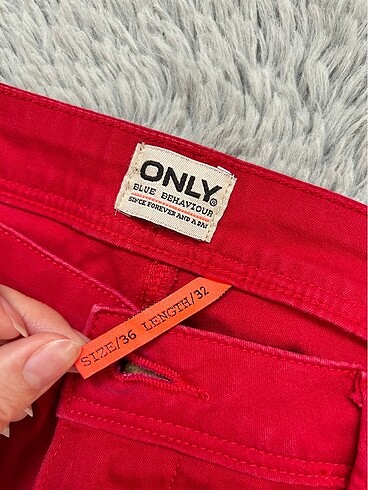 ONLY®
BLUE BEHAVIOUR
SINCE FOREVER AND A DAY
SIZE/36 LENGTH/32